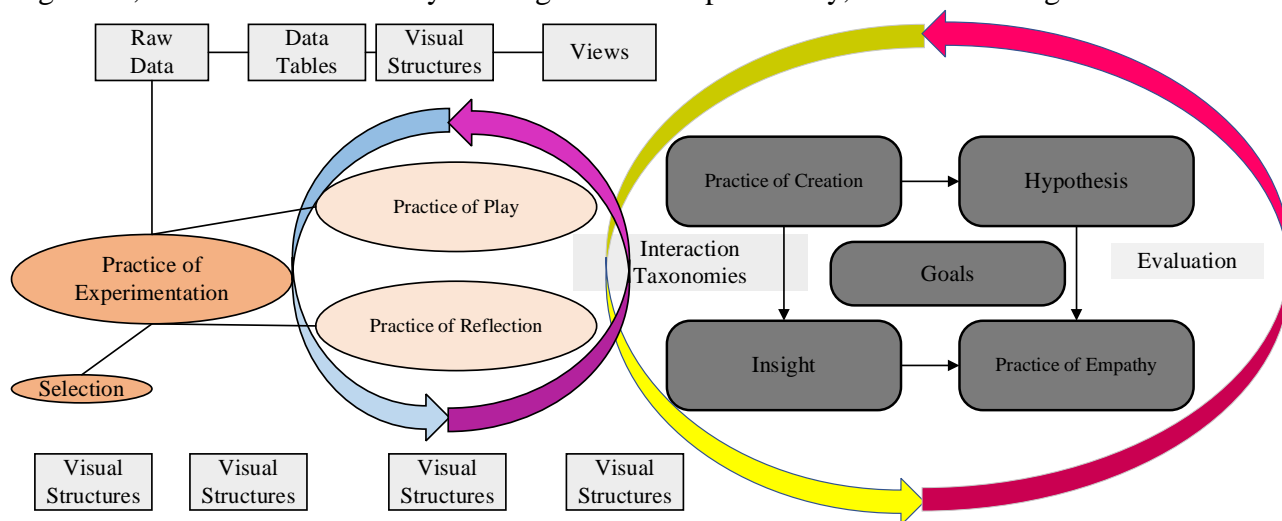 Raw
Data
Data
Tables
Visual
Structures
Views
Practice of Creation
Hypothesis
Practice of Play
Interaction
Taxonomies
Goals
Evaluation
Practice of
Experimentation
Practice of Reflection
Insight
Practice of Empathy
Selection
Visual
Structures
Visual
Structures
Visual
Structures
Visual
Structures